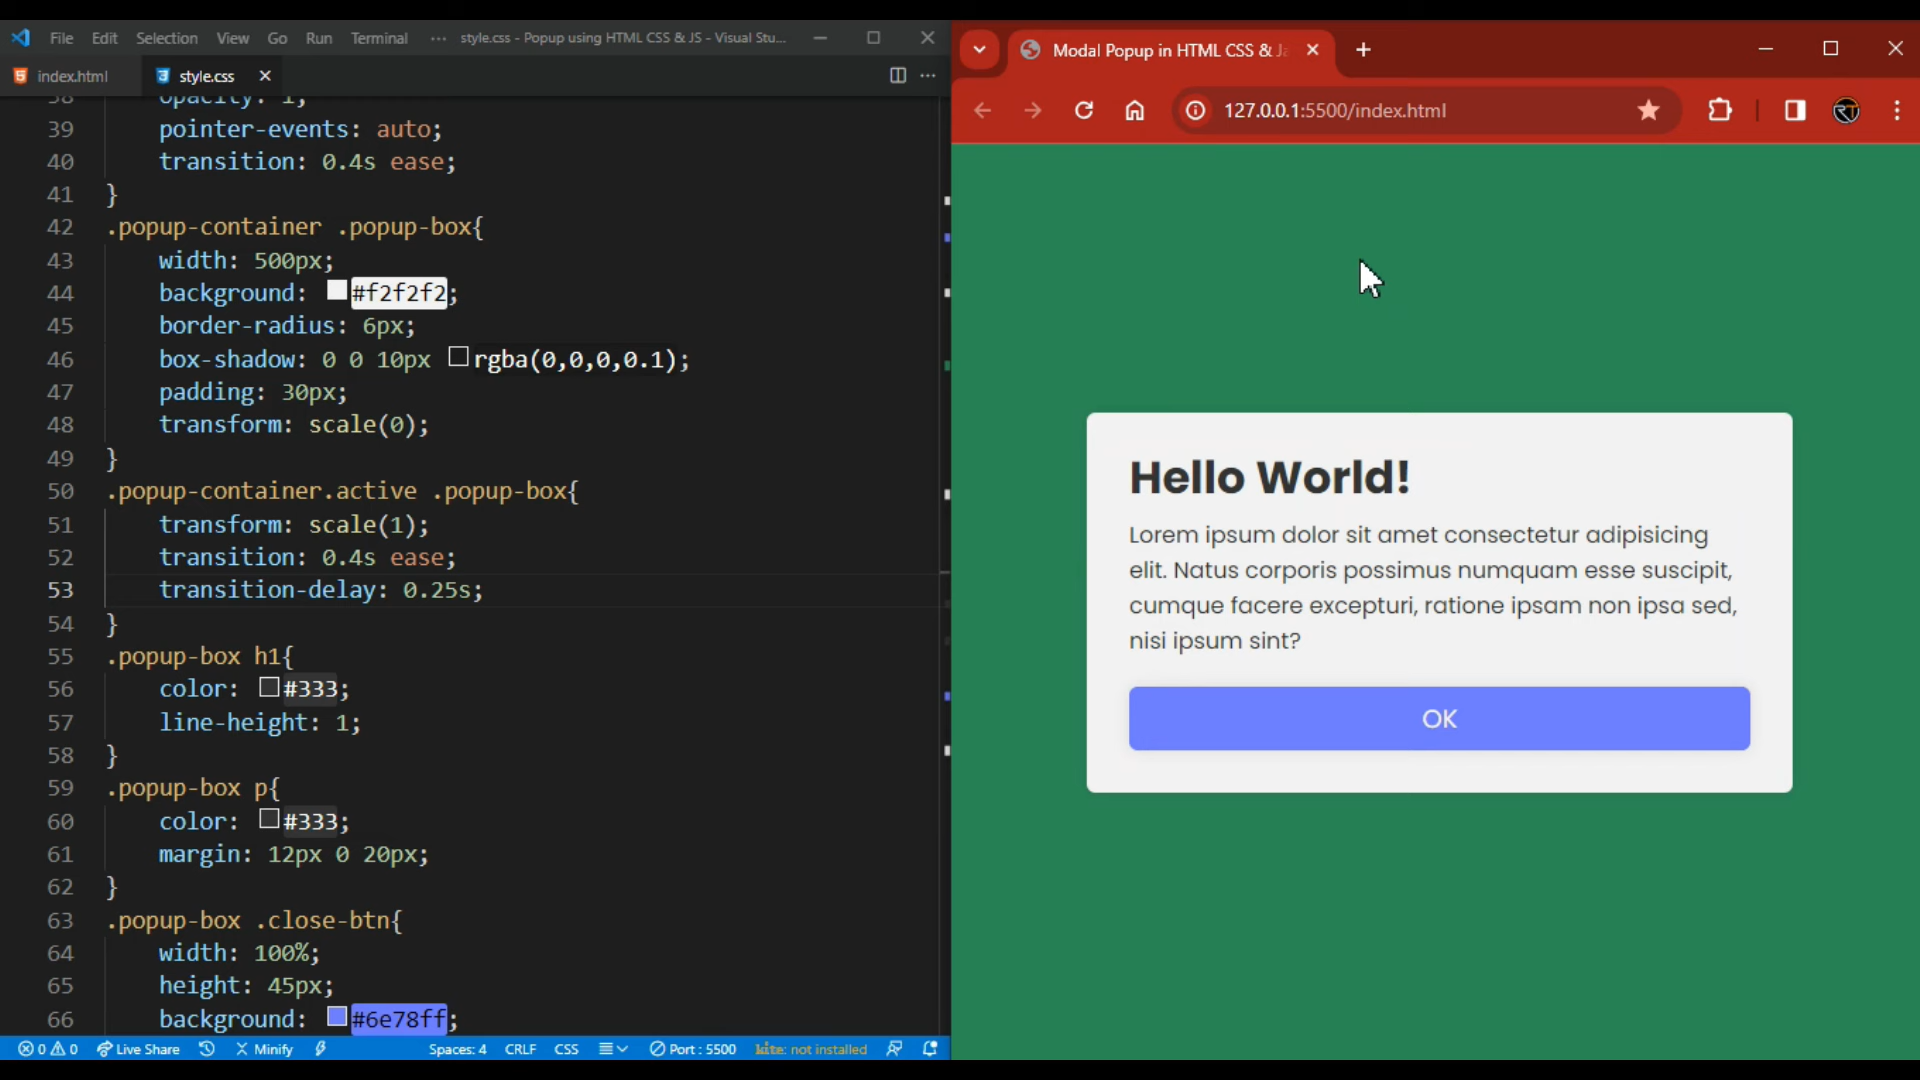 File Edit Selection View Go Run Terminal ··· style.css - Popup using HTML CSS & JS - Visual Stu...
index.html style.css
38 opacity: 1;
39 pointer-events: auto;
40 transition: 0.4s ease;
41 }
42 .popup-container .popup-box{
43 width: 500px;
44 background: #f2f2f2;
45 border-radius: 6px;
46 box-shadow: 0 0 10px rgba(0,0,0,0.1);
47 padding: 30px;
48 transform: scale(0);
49 }
50 .popup-container.active .popup-box{
51 transform: scale(1);
52 transition: 0.4s ease;
53 transition-delay: 0.25s;
54 }
55 .popup-box h1{
56 color: #333;
57 line-height: 1;
58 }
59 .popup-box p{
60 color: #333;
61 margin: 12px 0 20px;
62 }
63 .popup-box .close-btn{
64 width: 100%;
65 height: 45px;
66 background: #6e78ff;
0 0 Live Share Minify Spaces: 4 CRLF CSS Port : 5500 kite: not installed
Modal Popup in HTML CSS & Ja
127.0.0.1:5500/index.html
RT
Hello World!
Lorem ipsum dolor sit amet consectetur adipisicing
elit. Natus corporis possimus numquam esse suscipit,
cumque facere excepturi, ratione ipsam non ipsa sed,
nisi ipsum sint?
OK